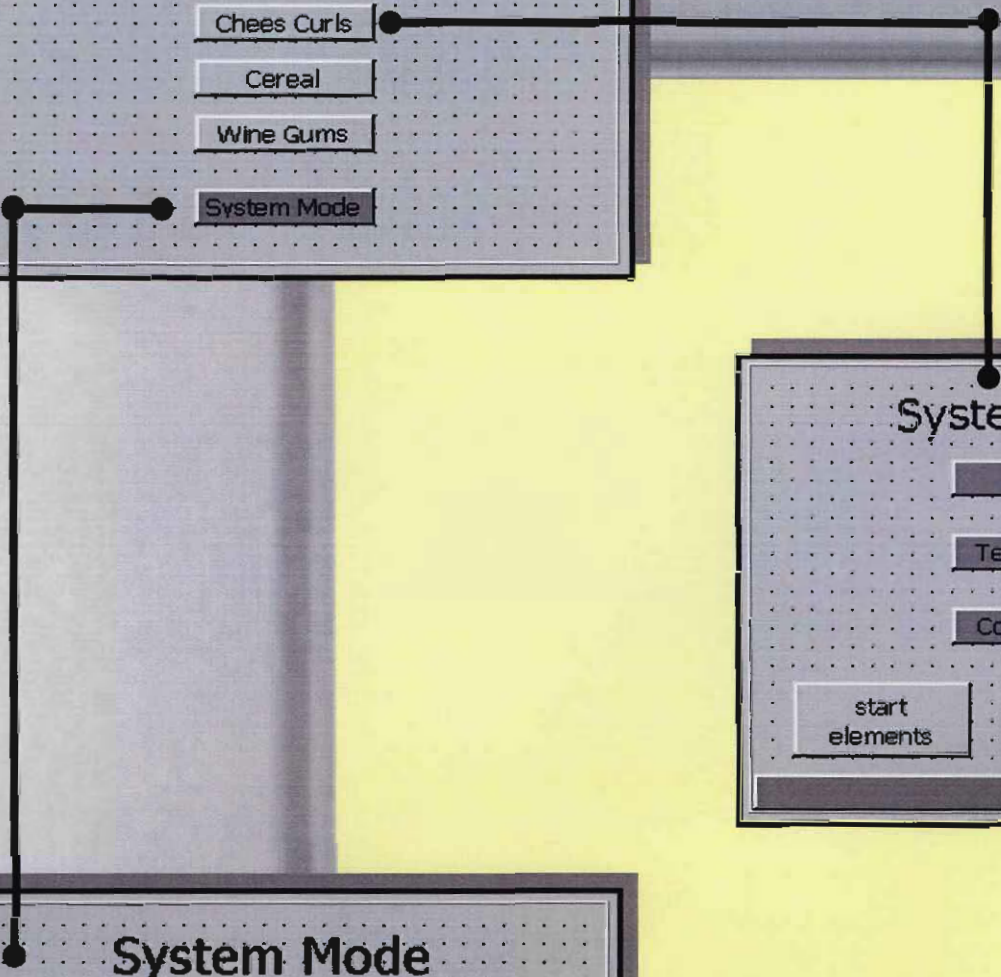 Chees Curls
Cereal
Wine Gums
System Mode
start
elements
System Mode